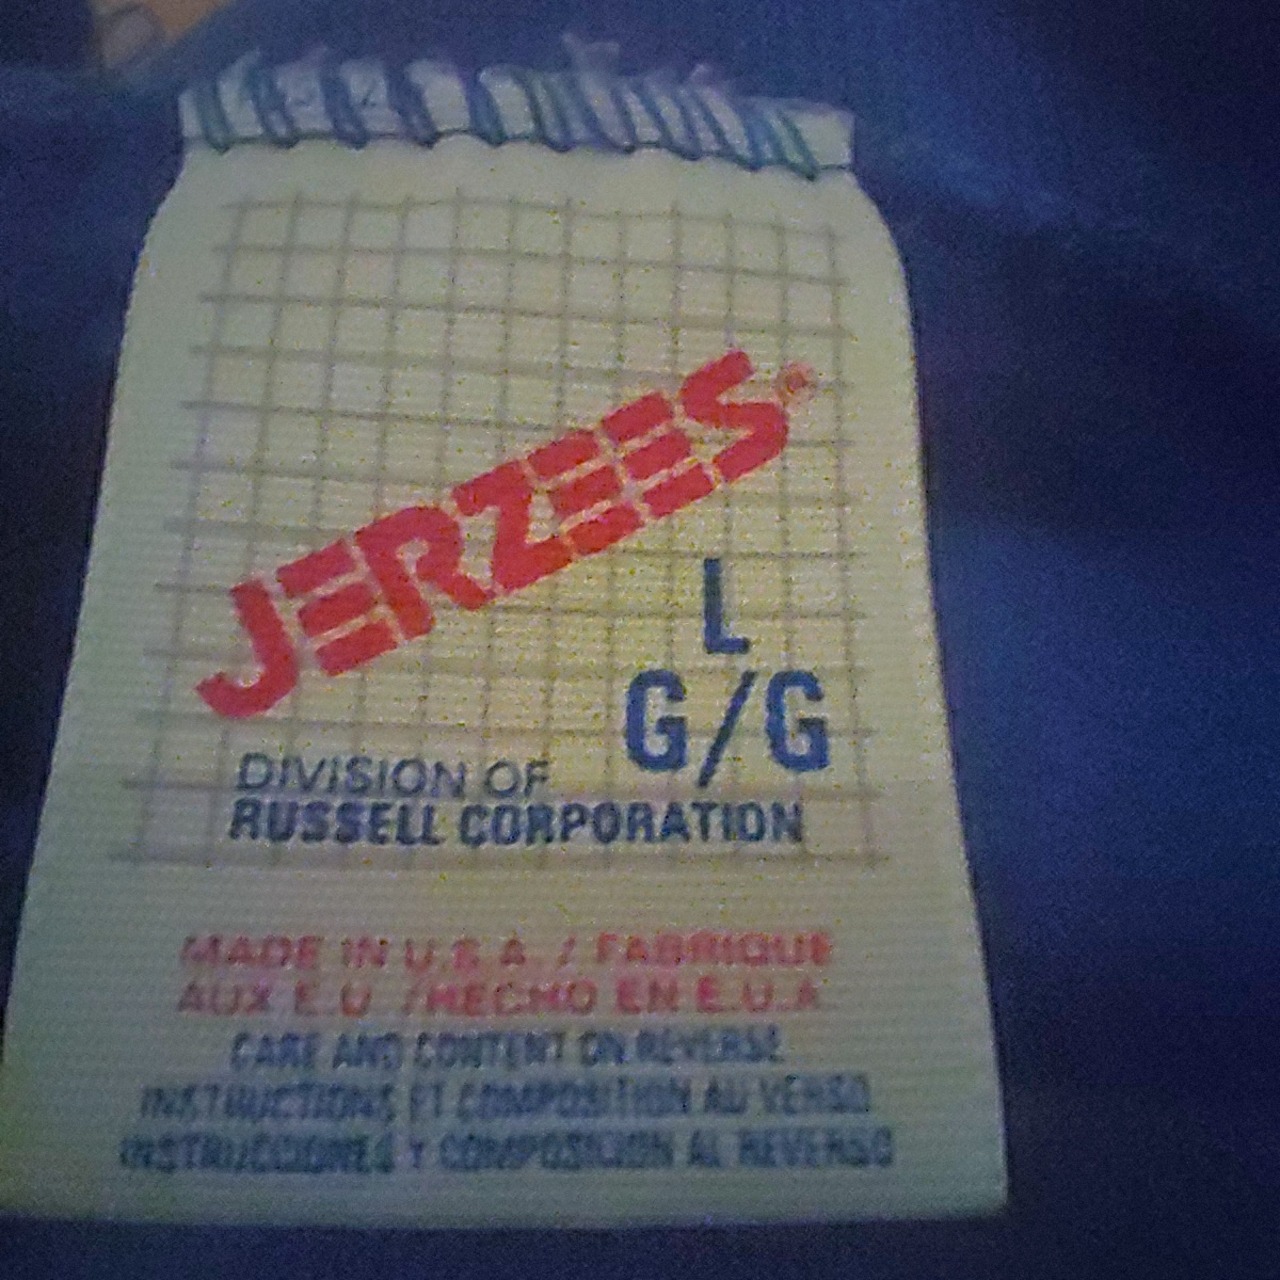 JERZEES®
L
G/G
DIVISION OF
RUSSELL CORPORATION
MADE IN U.S.A. / FABRIQUE
AUX E.U. /HECHO EN E.U.A.
CARE AND CONTENT ON REVERSE
INSTRUCTIONS ET COMPOSITION AU VERSO
INSTRUCCIONES Y COMPOSICION AL REVERSO